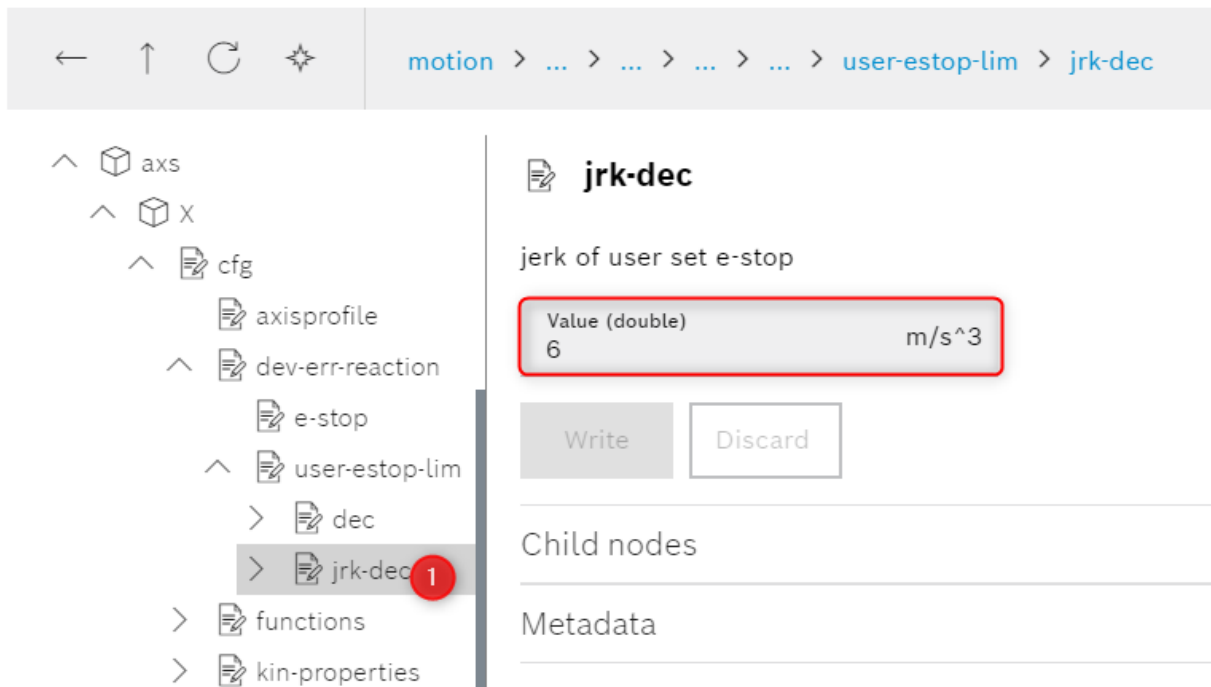 motion > ... > ... > ... > ... > user-estop-lim > jrk-dec
axs
X
cfg
axisprofile
dev-err-reaction
e-stop
user-estop-lim
dec
jrk-dec 1
functions
kin-properties
jrk-dec
jerk of user set e-stop
Value (double)
6 m/s^3
Write Discard
Child nodes
Metadata